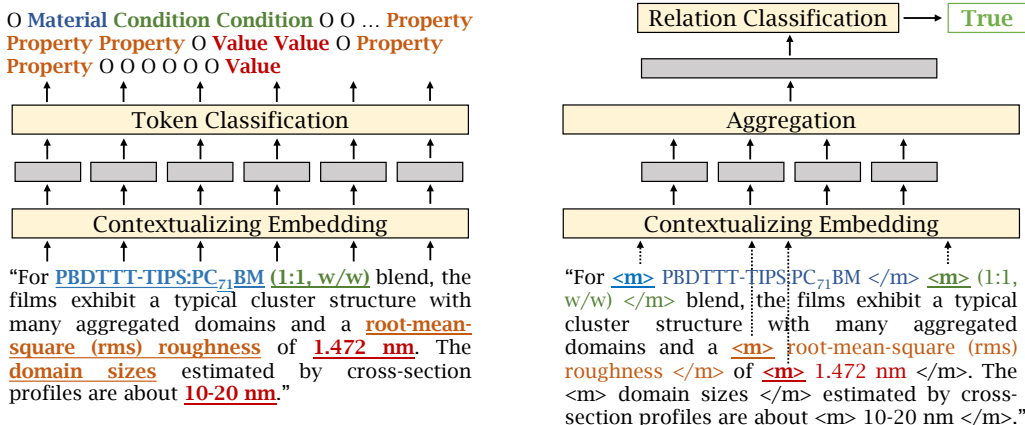 O Material Condition Condition O O ... Property
Property Property O Value Value O Property
Property O O O O O O Value
Token Classification
Contextualizing Embedding
“For PBDTTT-TIPS:PC71BM (1:1, w/w) blend, the
films exhibit a typical cluster structure with
many aggregated domains and a root-mean-
square (rms) roughness of 1.472 nm. The
domain sizes estimated by cross-section
profiles are about 10-20 nm.”
Relation Classification
True
Aggregation
Contextualizing Embedding
“For <m> PBDTTT-TIPS:PC71BM </m> <m> (1:1,
w/w) </m> blend, the films exhibit a typical
cluster structure with many aggregated
domains and a <m> root-mean-square (rms)
roughness </m> of <m> 1.472 nm </m>. The
<m> domain sizes </m> estimated by cross-
section profiles are about <m> 10-20 nm </m>.”